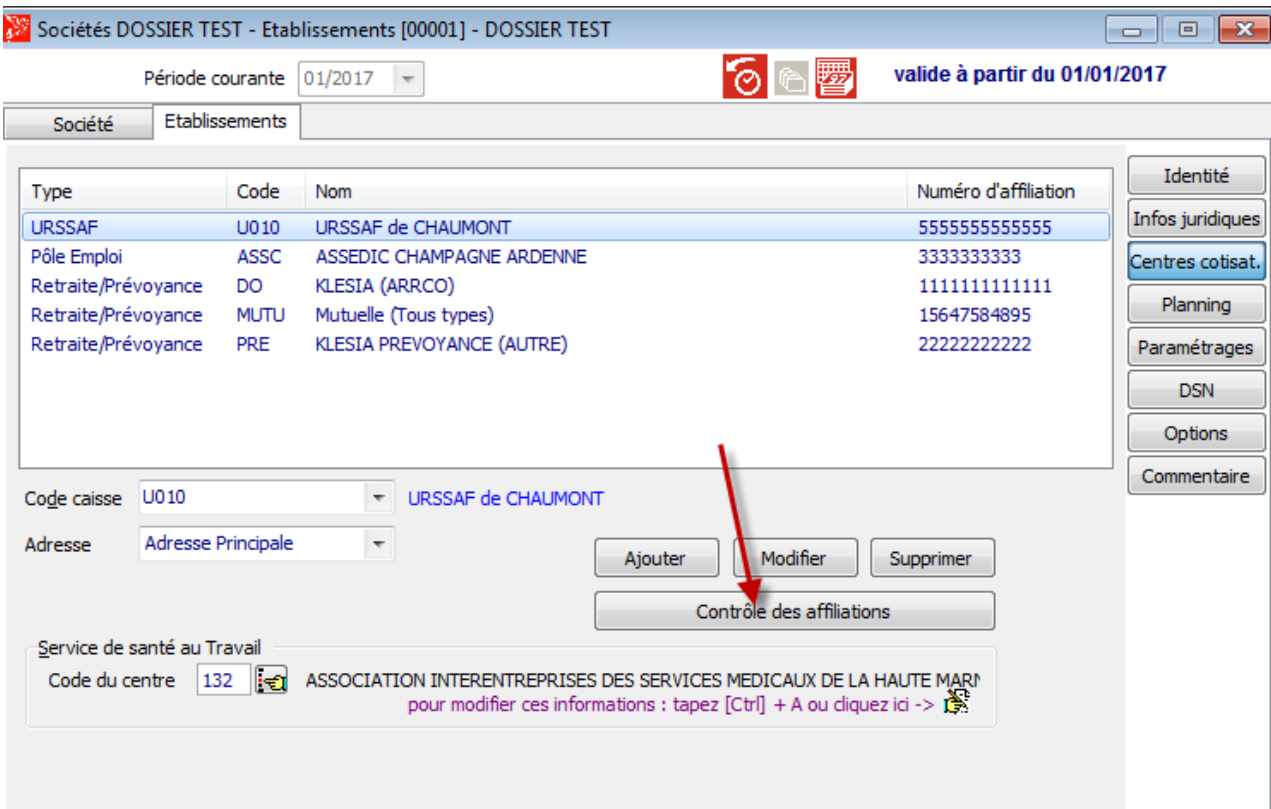 Sociétés DOSSIER TEST - Etablissements [00001] - DOSSIER TEST
Période courante 01/2017 valide à partir du 01/01/2017
Société Etablissements
Type Code Nom Numéro d'affiliation
URSSAF U010 URSSAF de CHAUMONT 5555555555555
Pôle Emploi ASSC ASSEDIC CHAMPAGNE ARDENNE 3333333333
Retraite/Prévoyance DO KLESIA (ARRCO) 1111111111111
Retraite/Prévoyance MUTU Mutuelle (Tous types) 15647584895
Retraite/Prévoyance PRE KLESIA PREVOYANCE (AUTRE) 22222222222
Identité
Infos juridiques
Centres cotisat.
Planning
Paramétrages
DSN
Options
Commentaire
Code caisse U010 URSSAF de CHAUMONT
Adresse Adresse Principale
Ajouter Modifier Supprimer
Contrôle des affiliations
Service de santé au Travail
Code du centre 132 ASSOCIATION INTERENTREPRISES DES SERVICES MEDICAUX DE LA HAUTE MARN
pour modifier ces informations : tapez [Ctrl] + A ou cliquez ici ->